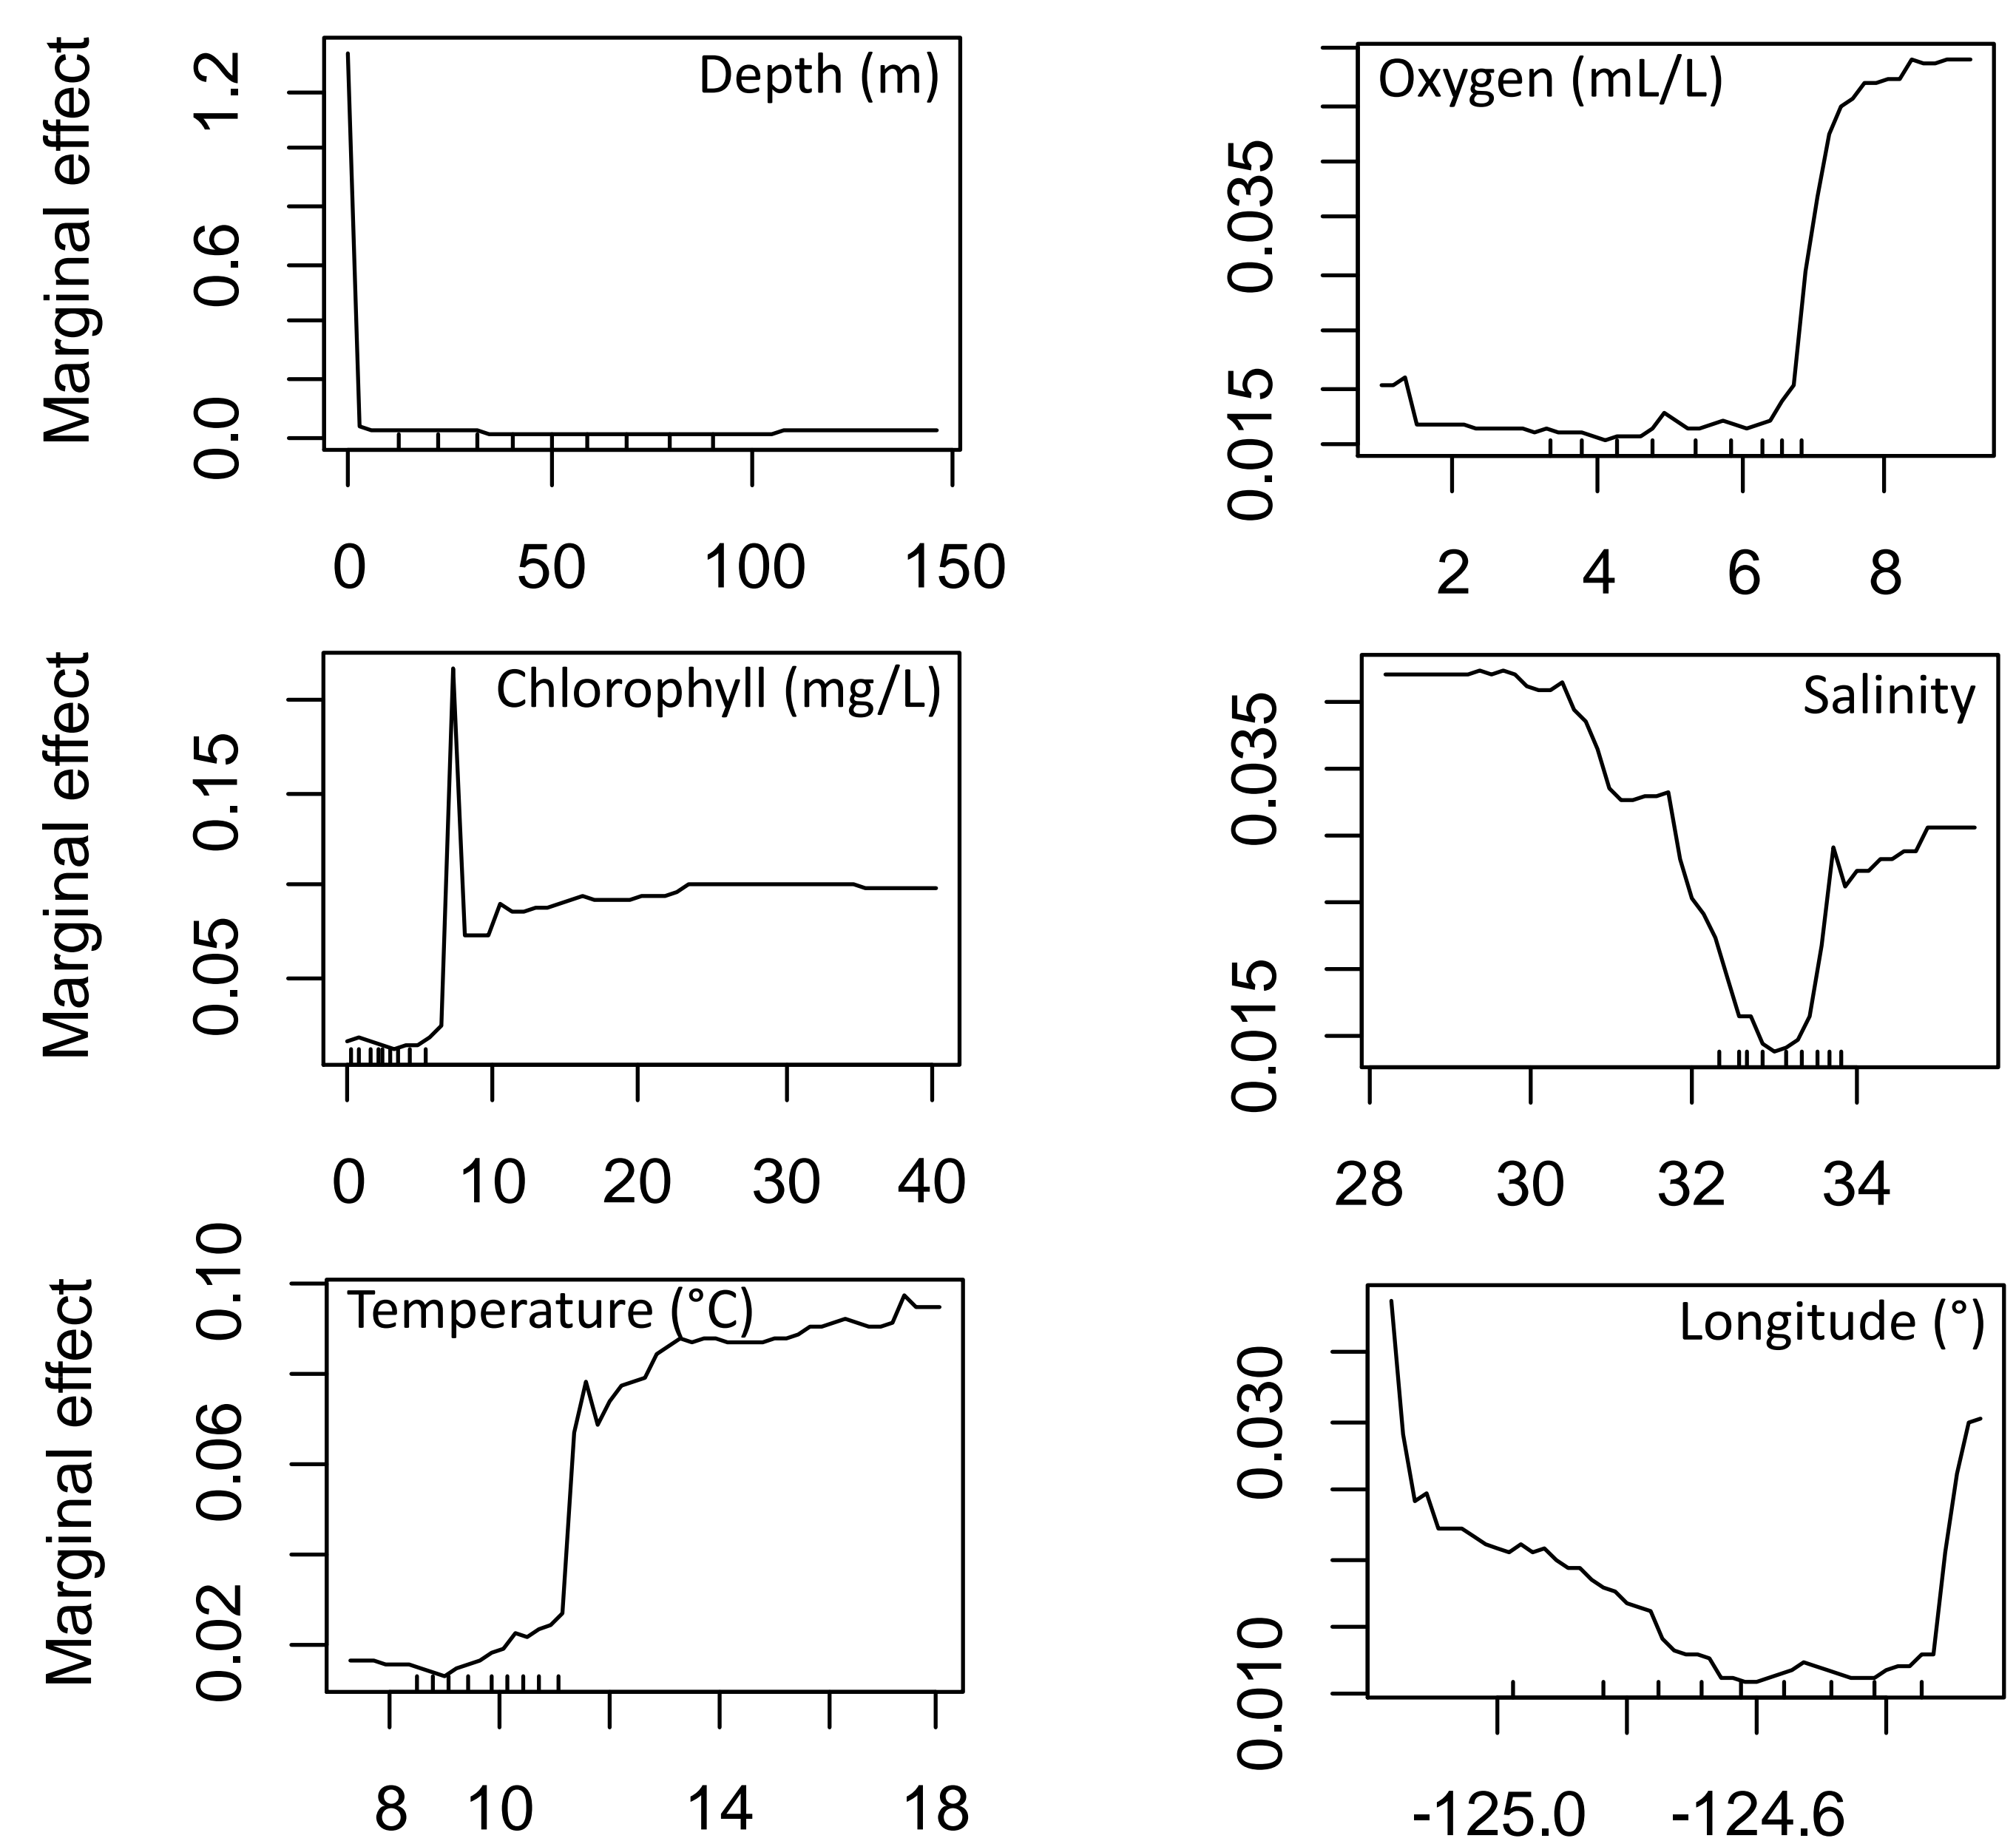 Marginal effect
1.2
0.6
0.0
Depth (m)
0 50 100 150
0.035
0.015
Oxygen (mL/L)
2 4 6 8
Marginal effect
0.15
0.05
Chlorophyll (mg/L)
0 10 20 30 40
0.035
0.015
Salinity
28 30 32 34
Marginal effect
0.10
0.06
0.02
Temperature (°C)
8 10 14 18
0.030
0.010
Longitude (°)
-125.0 -124.6